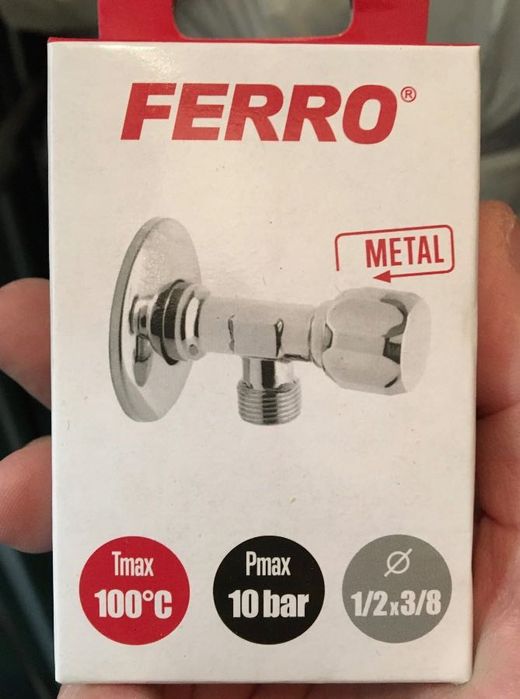 FERRO®
METAL
Tmax
100°C
Pmax
10 bar
Ø
1/2x3/8